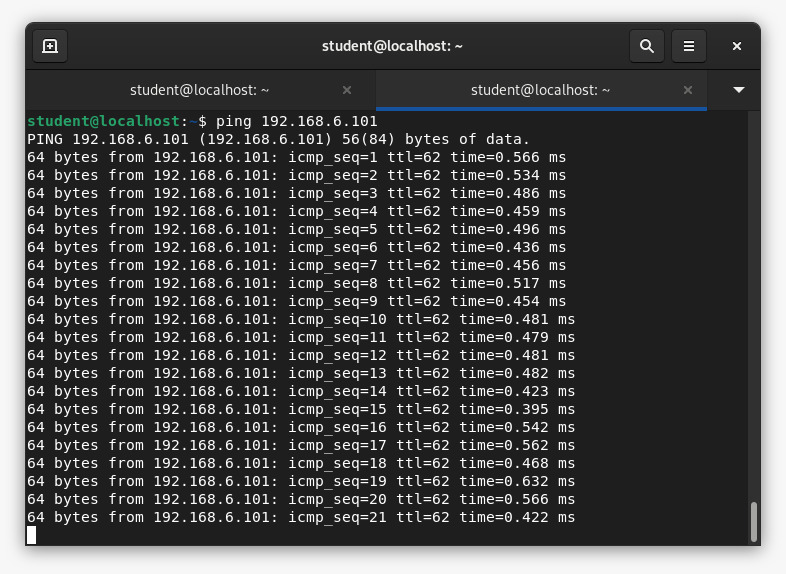 student@localhost: ~
student@localhost: ~
student@localhost: ~
student@localhost:~$ ping 192.168.6.101
PING 192.168.6.101 (192.168.6.101) 56(84) bytes of data.
64 bytes from 192.168.6.101: icmp_seq=1 ttl=62 time=0.566 ms
64 bytes from 192.168.6.101: icmp_seq=2 ttl=62 time=0.534 ms
64 bytes from 192.168.6.101: icmp_seq=3 ttl=62 time=0.486 ms
64 bytes from 192.168.6.101: icmp_seq=4 ttl=62 time=0.459 ms
64 bytes from 192.168.6.101: icmp_seq=5 ttl=62 time=0.496 ms
64 bytes from 192.168.6.101: icmp_seq=6 ttl=62 time=0.436 ms
64 bytes from 192.168.6.101: icmp_seq=7 ttl=62 time=0.456 ms
64 bytes from 192.168.6.101: icmp_seq=8 ttl=62 time=0.517 ms
64 bytes from 192.168.6.101: icmp_seq=9 ttl=62 time=0.454 ms
64 bytes from 192.168.6.101: icmp_seq=10 ttl=62 time=0.481 ms
64 bytes from 192.168.6.101: icmp_seq=11 ttl=62 time=0.479 ms
64 bytes from 192.168.6.101: icmp_seq=12 ttl=62 time=0.481 ms
64 bytes from 192.168.6.101: icmp_seq=13 ttl=62 time=0.482 ms
64 bytes from 192.168.6.101: icmp_seq=14 ttl=62 time=0.423 ms
64 bytes from 192.168.6.101: icmp_seq=15 ttl=62 time=0.395 ms
64 bytes from 192.168.6.101: icmp_seq=16 ttl=62 time=0.542 ms
64 bytes from 192.168.6.101: icmp_seq=17 ttl=62 time=0.562 ms
64 bytes from 192.168.6.101: icmp_seq=18 ttl=62 time=0.468 ms
64 bytes from 192.168.6.101: icmp_seq=19 ttl=62 time=0.632 ms
64 bytes from 192.168.6.101: icmp_seq=20 ttl=62 time=0.566 ms
64 bytes from 192.168.6.101: icmp_seq=21 ttl=62 time=0.422 ms